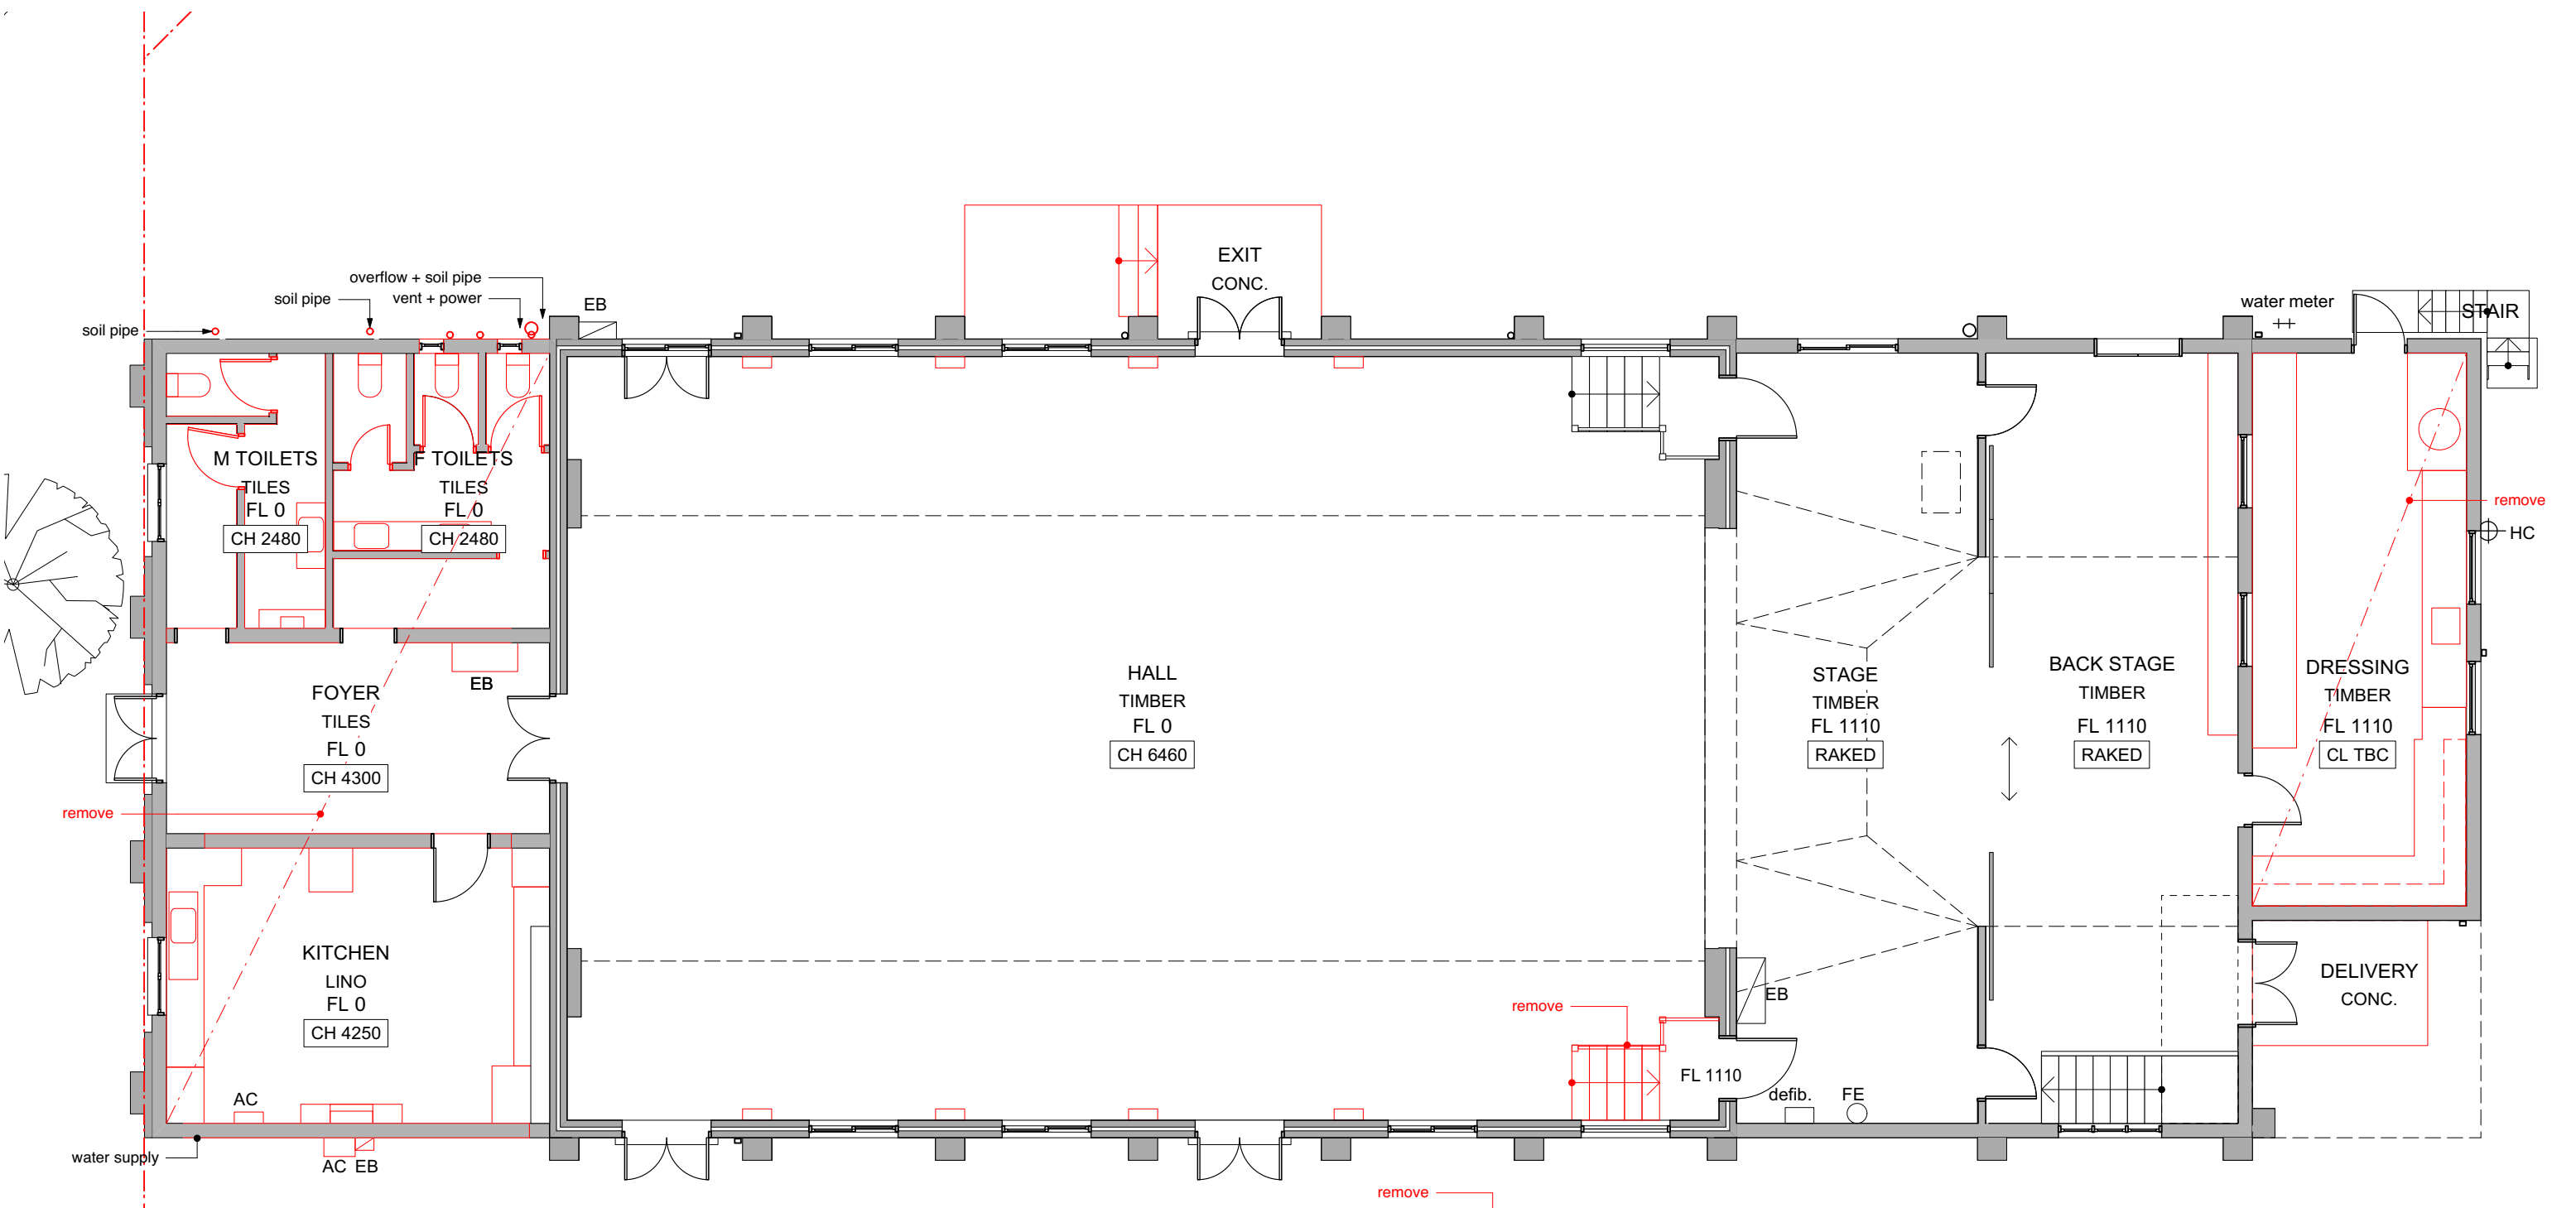 EXIT
CONC.
overflow + soil pipe
soil pipe
vent + power
EB
soil pipe
water meter
STAIR
M TOILETS
TILES
FL 0
CH 2480
F TOILETS
TILES
FL 0
CH 2480
remove
HC
EB
FOYER
TILES
FL 0
CH 4300
HALL
TIMBER
FL 0
CH 6460
STAGE
TIMBER
FL 1110
RAKED
BACK STAGE
TIMBER
FL 1110
RAKED
DRESSING
TIMBER
FL 1110
CL TBC
remove
KITCHEN
LINO
FL 0
CH 4250
DELIVERY
CONC.
EB
remove
FL 1110
AC
defib.
FE
water supply
AC EB
remove